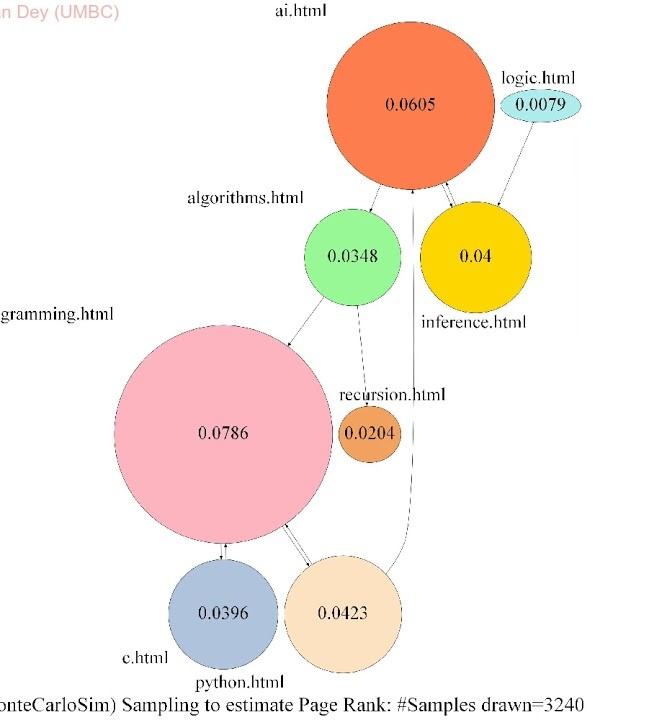 n Dey (UMBC)
ai.html
logic.html
0.0605
0.0079
algorithms.html
0.0348
0.04
gramming.html
inference.html
recursion.html
0.0786
0.0204
0.0396
0.0423
c.html
python.html
onteCarloSim) Sampling to estimate Page Rank: #Samples drawn=3240